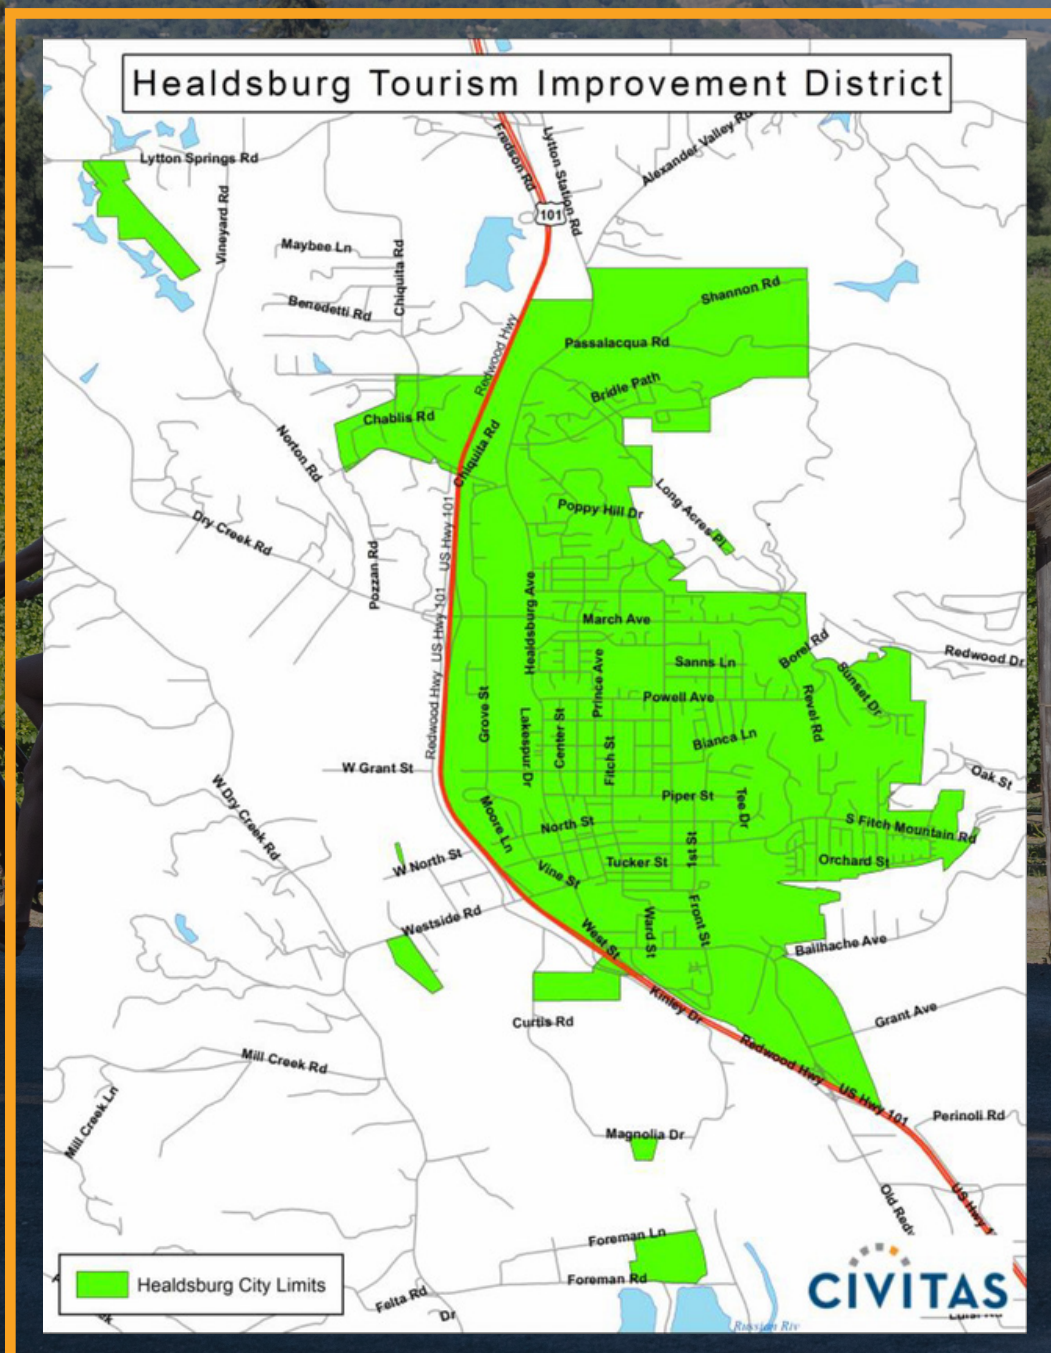 Healdsburg Tourism Improvement District
Lytton Springs Rd
Fredson Rd
Lytton Station Rd
Alexander Valley Rd
101
Vineyard Rd
Maybee Ln
Chiquita Rd
Benedetti Rd
Shannon Rd
Redwood Hwy
Passalacqua Rd
Bridle Path
Chablis Rd
Chiquita Rd
Norton Rd
Long Acres Pl
Poppy Hill Dr
US Hwy 101
Dry Creek Rd
Pozzan Rd
Healdsburg Ave
US Hwy 101
March Ave
Borel Rd
Redwood Dr
Sanns Ln
Sunset Dr
Prince Ave
Powell Ave
Revel Rd
Redwood Hwy
Grove St
Lakespur Dr
Center St
Fitch St
Bianca Ln
W Grant St
Oak St
W Dry Creek Rd
Piper St
Tee Dr
Moore Ln
North St
S Fitch Mountain Rd
1st St
W North St
Tucker St
Orchard St
Vine St
Westside Rd
Ward St
Front St
West St
Bailhache Ave
Kinley Dr
Curtis Rd
Grant Ave
Redwood Hwy
Mill Creek Rd
US Hwy 101
Mill Creek Ln
Perinoli Rd
Magnolia Dr
US Hwy
Old
Foreman Ln
Foreman Rd
Healdsburg City Limits
CIVITAS
Felta Rd
Dr
Russian Riv